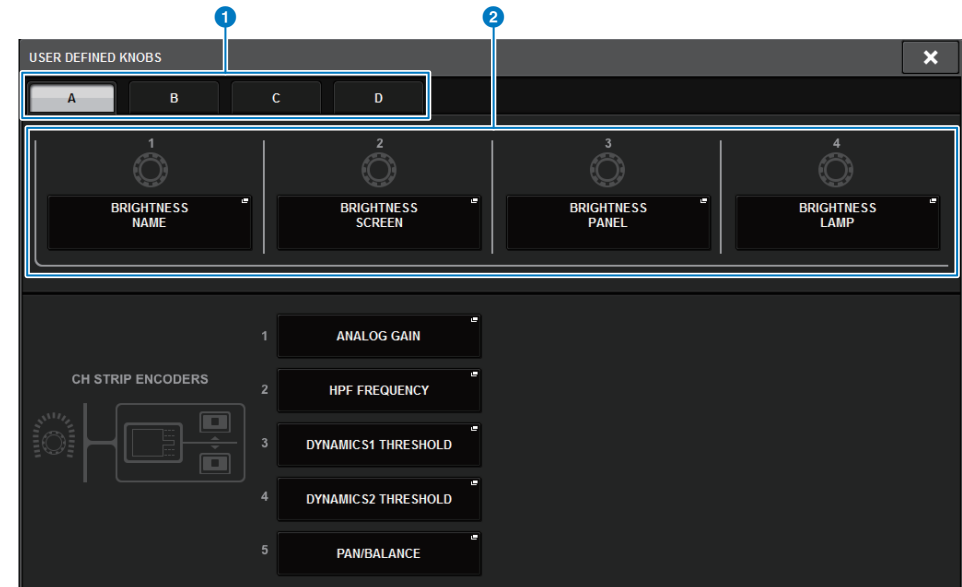 1 2
USER DEFINED KNOBS
A B C D
1 2 3 4
BRIGHTNESS NAME
BRIGHTNESS SCREEN
BRIGHTNESS PANEL
BRIGHTNESS LAMP
CH STRIP ENCODERS
1 ANALOG GAIN
2 HPF FREQUENCY
3 DYNAMICS1 THRESHOLD
4 DYNAMICS2 THRESHOLD
5 PAN/BALANCE